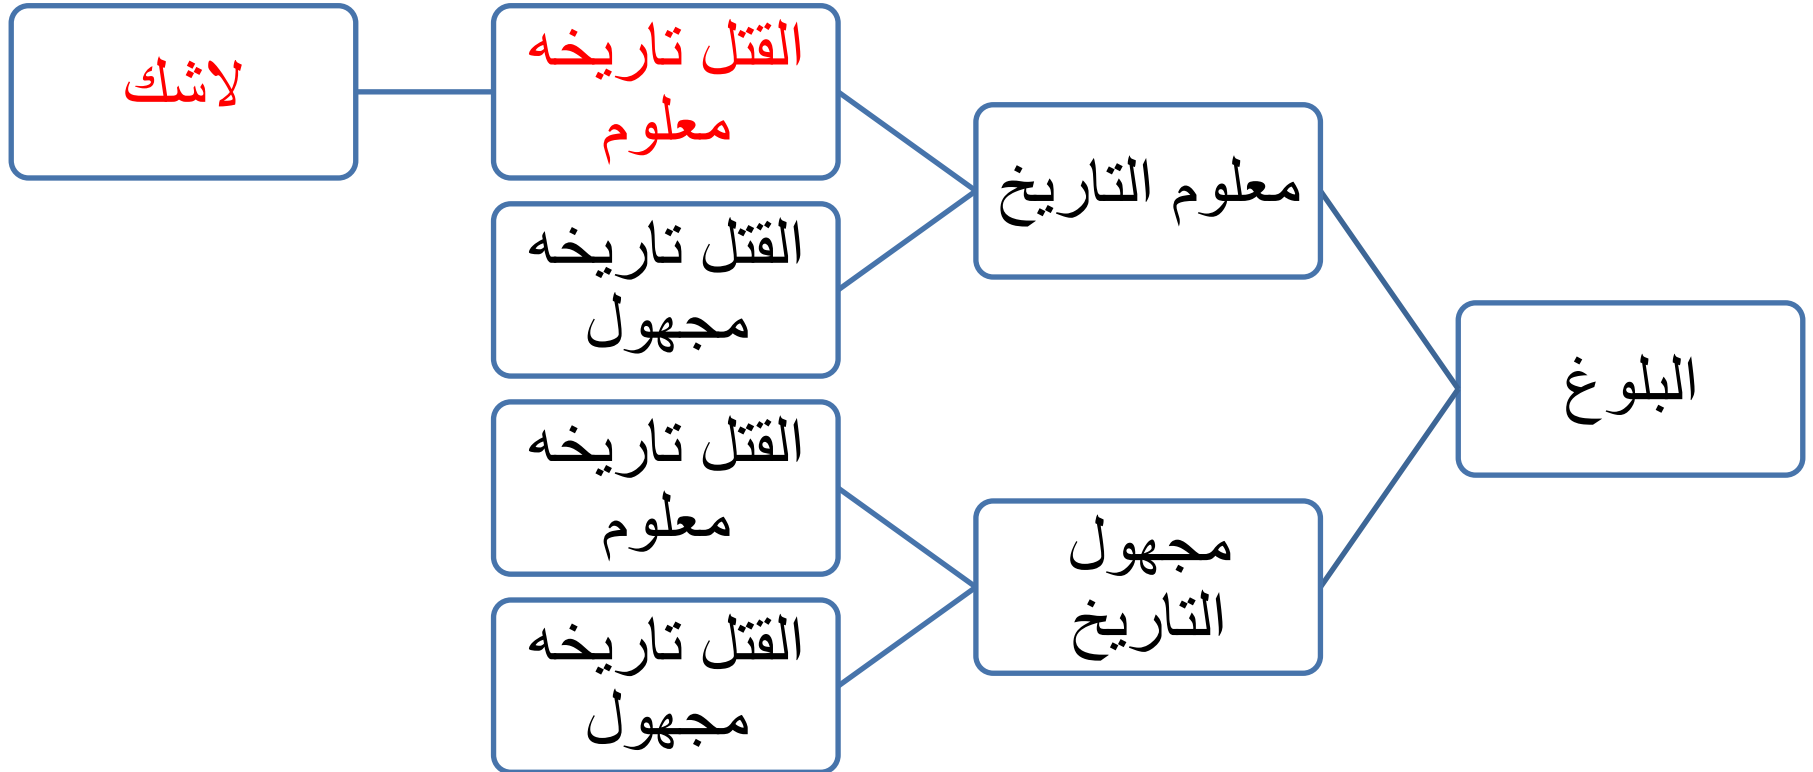 البلوغ
معلوم التاريخ
القتل تاريخه
معلوم
لاشك
القتل تاريخه
مجهول
مجهول
التاريخ
القتل تاريخه
معلوم
القتل تاريخه
مجهول